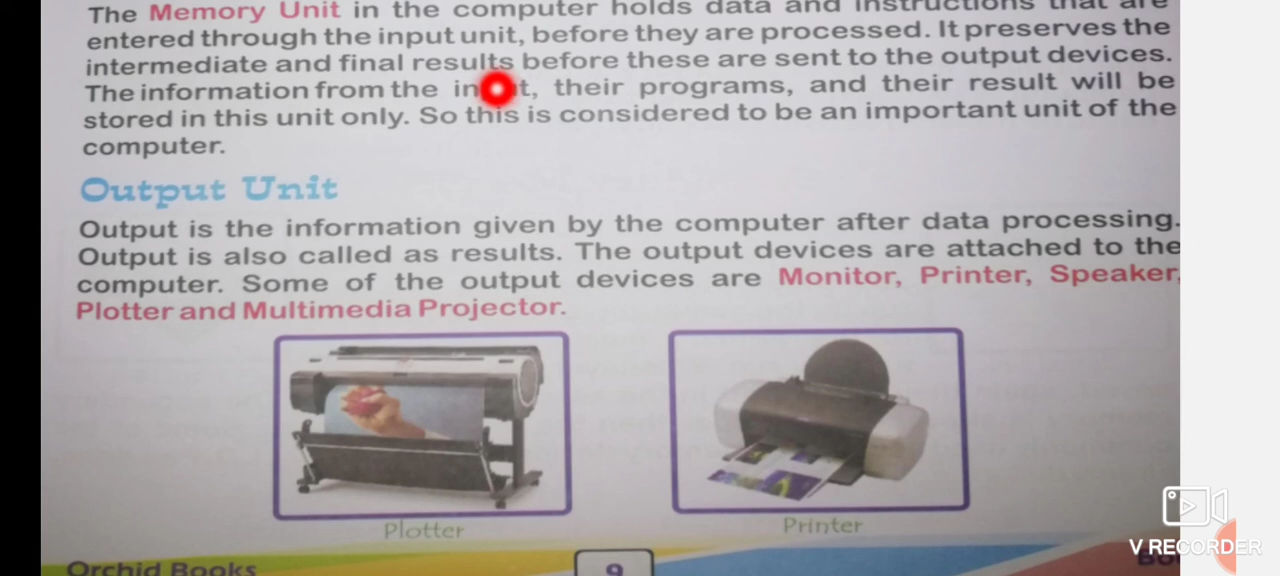 The Memory Unit in the computer holds data and instructions that are
entered through the input unit, before they are processed. It preserves the
intermediate and final results before these are sent to the output devices.
The information from the in t, their programs, and their result will be
stored in this unit only. So this is considered to be an important unit of the
computer.
Output Unit
Output is the information given by the computer after data processing.
Output is also called as results. The output devices are attached to the
computer. Some of the output devices are Monitor, Printer, Speaker,
Plotter and Multimedia Projector.
Plotter
Printer
Orchid Books
9
V RECORDER